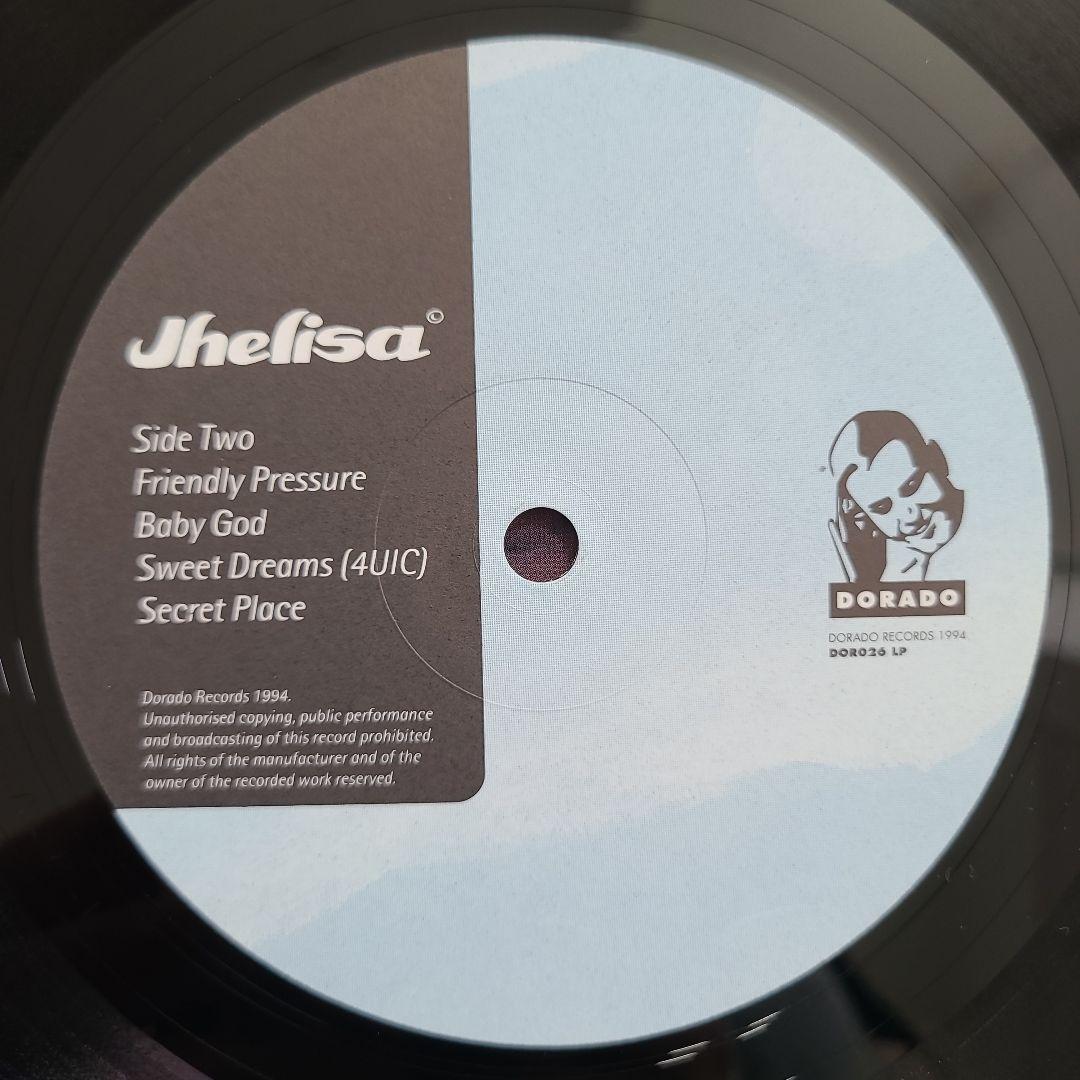 Jhelisa©
Side Two
Friendly Pressure
Baby God
Sweet Dreams (4UIC)
Secret Place
Dorado Records 1994.
Unauthorised copying, public performance
and broadcasting of this record prohibited.
All rights of the manufacturer and of the
owner of the recorded work reserved.
DORADO
DORADO RECORDS 1994
DOR026 LP